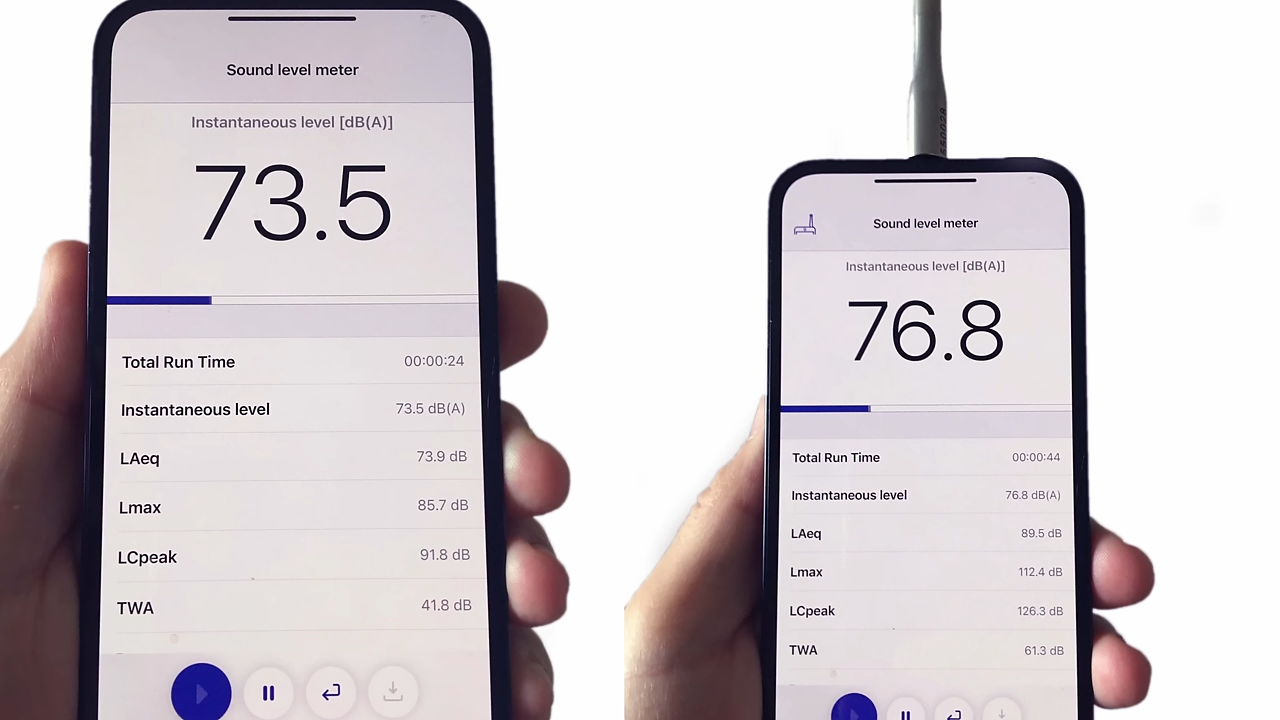 Sound level meter
Instantaneous level [dB(A)]
73.5
Total Run Time 00:00:24
Instantaneous level 73.5 dB(A)
LAeq 73.9 dB
Lmax 85.7 dB
LCpeak 91.8 dB
TWA 41.8 dB
Sound level meter
Instantaneous level [dB(A)]
76.8
Total Run Time 00:00:44
Instantaneous level 76.8 dB(A)
LAeq 89.5 dB
Lmax 112.4 dB
LCpeak 126.3 dB
TWA 61.3 dB